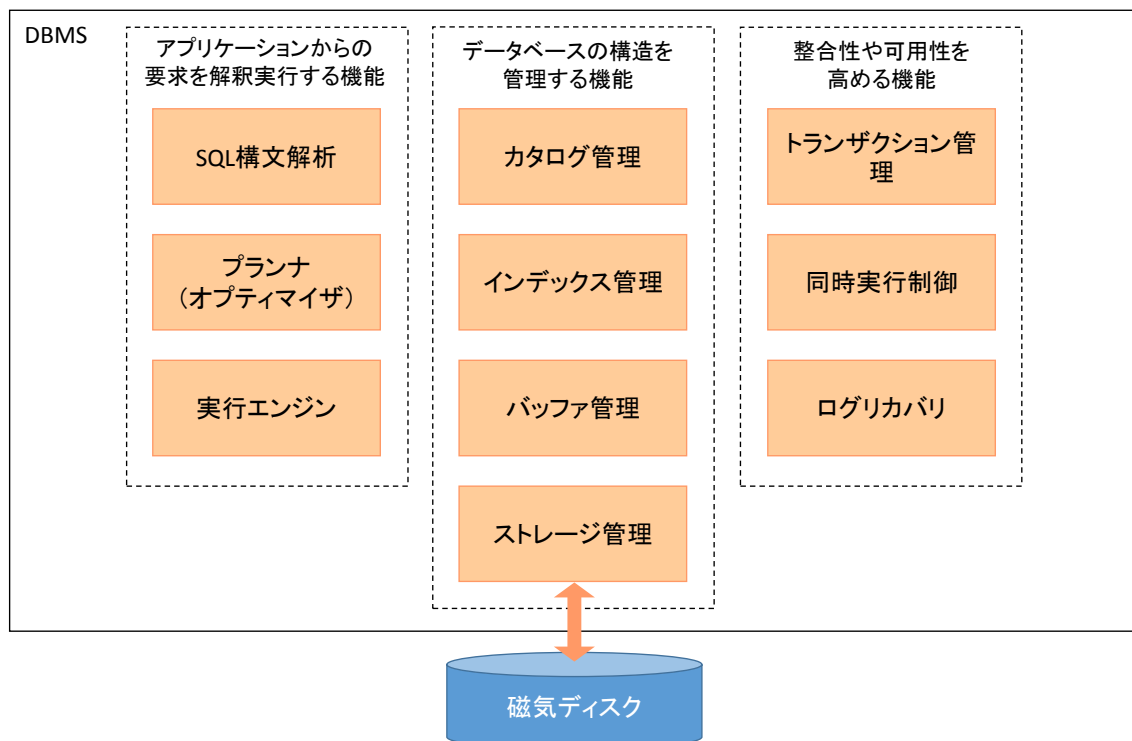 DBMS
アプリケーションからの
要求を解釈実行する機能
SQL構文解析
プランナ
（オプティマイザ）
実行エンジン
データベースの構造を
管理する機能
カタログ管理
インデックス管理
バッファ管理
ストレージ管理
整合性や可用性を
高める機能
トランザクション管
理
同時実行制御
ログリカバリ
磁気ディスク